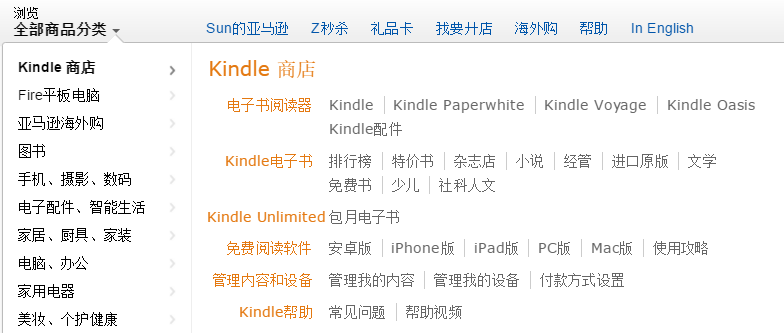 浏览
全部商品分类
Sun的亚马逊 Z秒杀 礼品卡 我要开店 海外购 帮助 In English
Kindle 商店
Fire平板电脑
亚马逊海外购
图书
手机、摄影、数码
电子配件、智能生活
家居、厨具、家装
电脑、办公
家用电器
美妆、个护健康
Kindle 商店
电子书阅读器 Kindle Kindle Paperwhite Kindle Voyage Kindle Oasis
Kindle配件
Kindle电子书 排行榜 特价书 杂志店 小说 经管 进口原版 文学
免费书 少儿 社科人文
Kindle Unlimited 包月电子书
免费阅读软件 安卓版 iPhone版 iPad版 PC版 Mac版 使用攻略
管理内容和设备 管理我的内容 管理我的设备 付款方式设置
Kindle帮助 常见问题 帮助视频